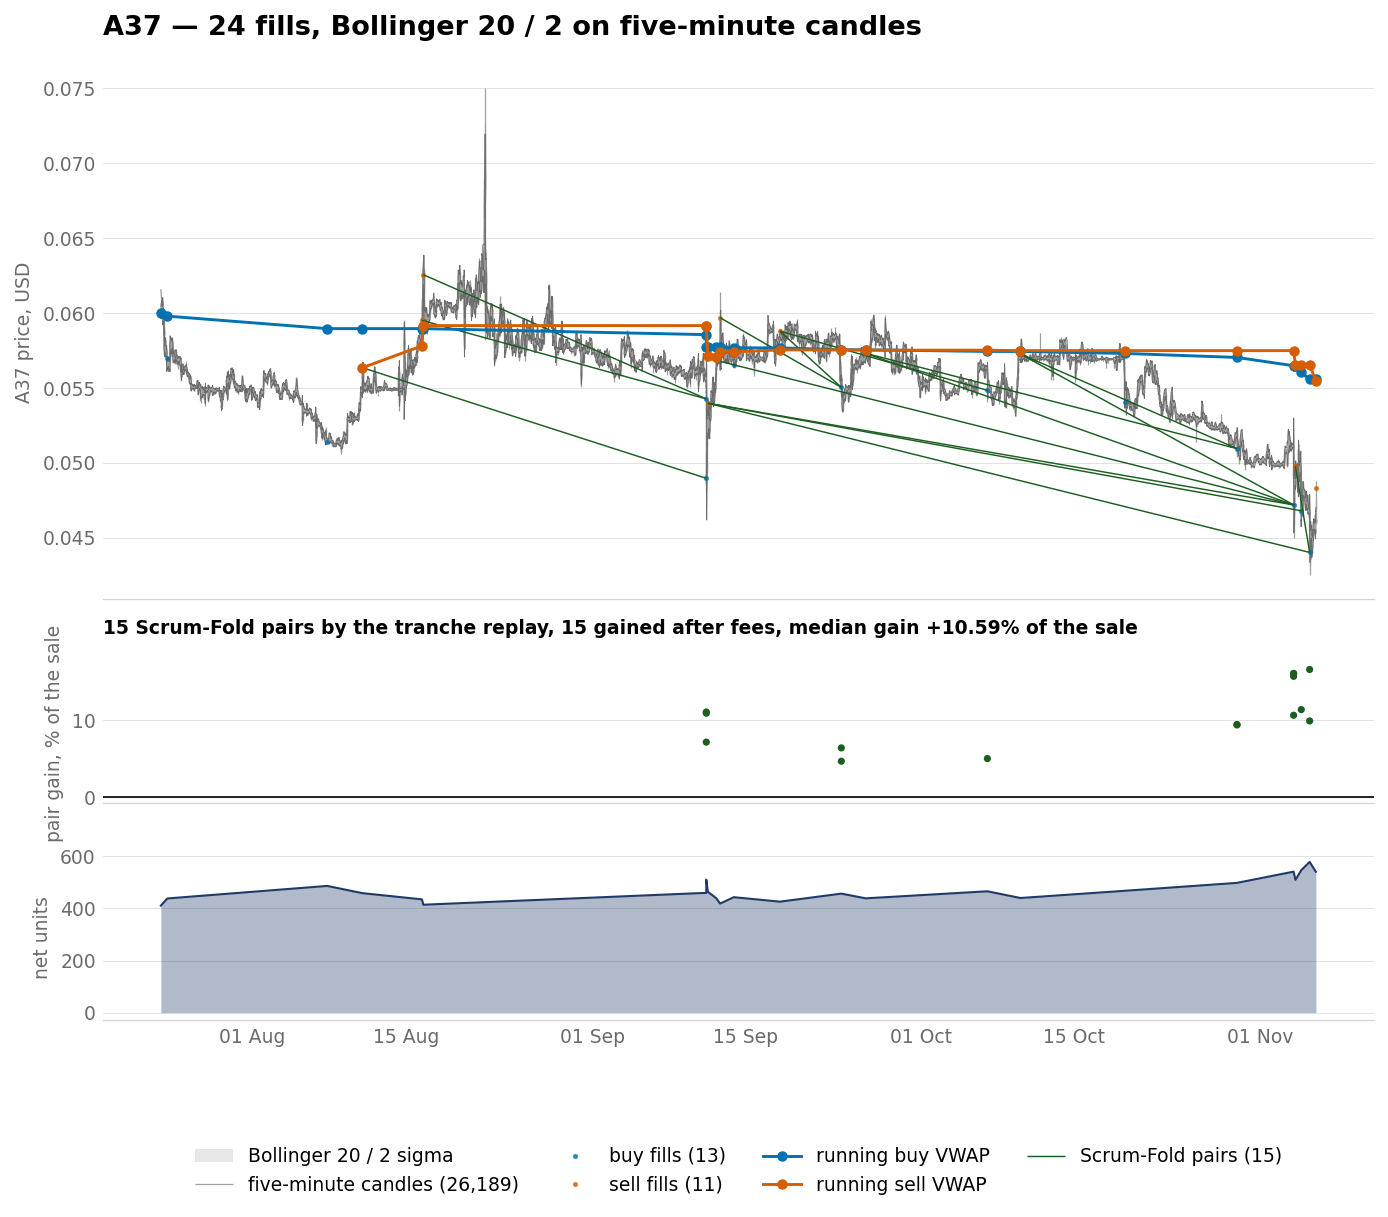 A37 — 24 fills, Bollinger 20 / 2 on five-minute candles
A37 price, USD
0.075
0.070
0.065
0.060
0.055
0.050
0.045
15 Scrum-Fold pairs by the tranche replay, 15 gained after fees, median gain +10.59% of the sale
pair gain, % of the sale
10
0
net units
600
400
200
0
01 Aug
15 Aug
01 Sep
15 Sep
01 Oct
15 Oct
01 Nov
Bollinger 20 / 2 sigma
five-minute candles (26,189)
buy fills (13)
sell fills (11)
running buy VWAP
running sell VWAP
Scrum-Fold pairs (15)